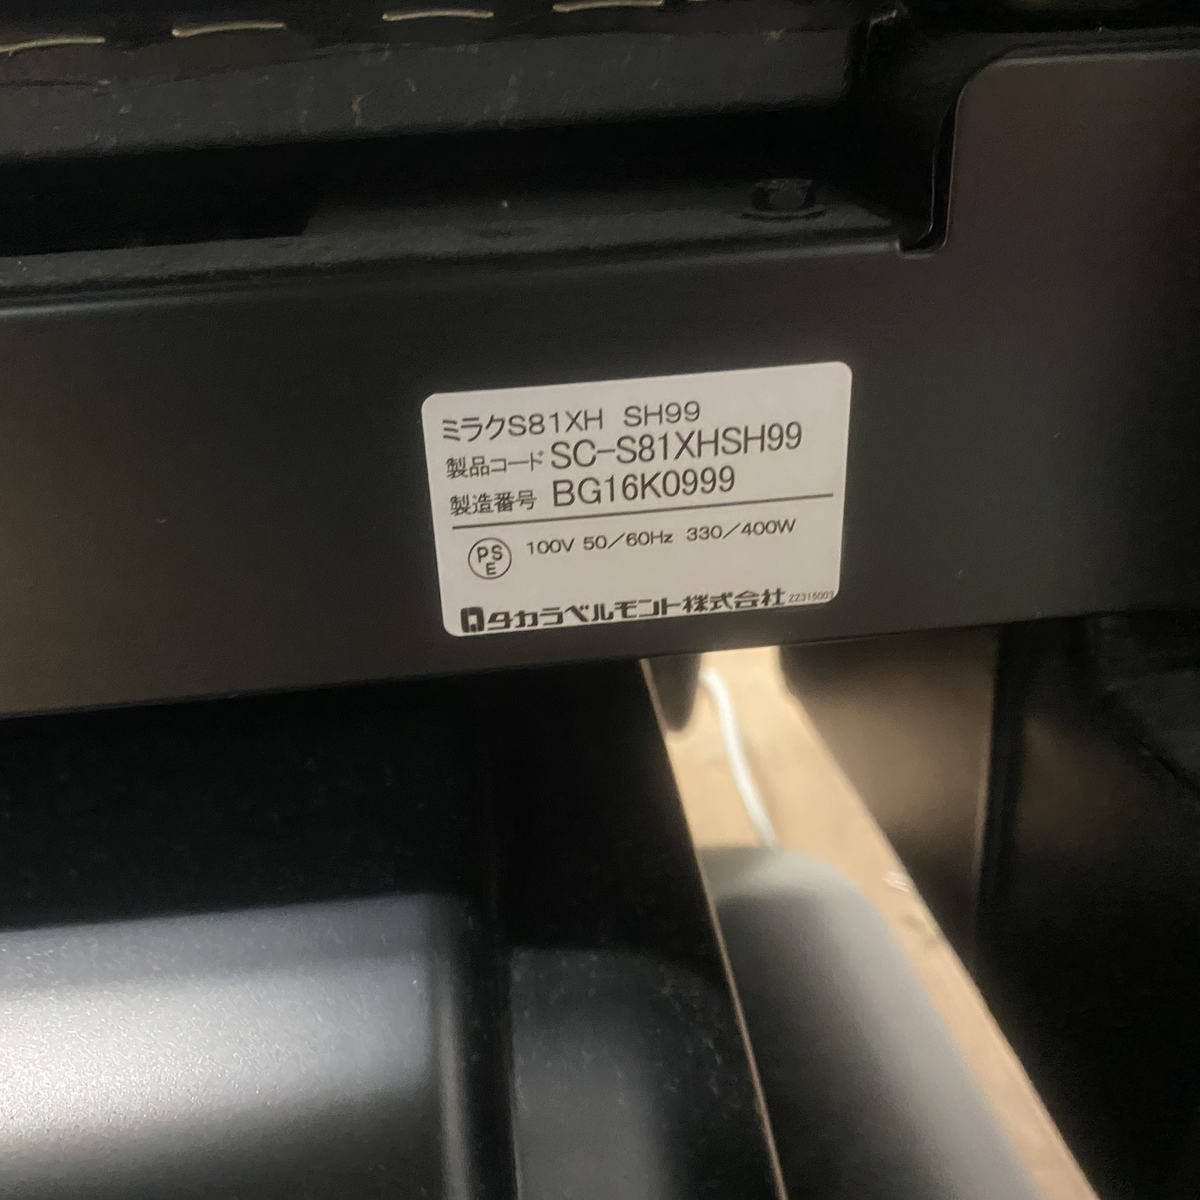 ミラクS81XH SH99
製品コード SC-S81XHSH99
製造番号 BG16K0999
PSE 100V 50/60Hz 330/400W
タカラベルモント株式会社 ZZ315003